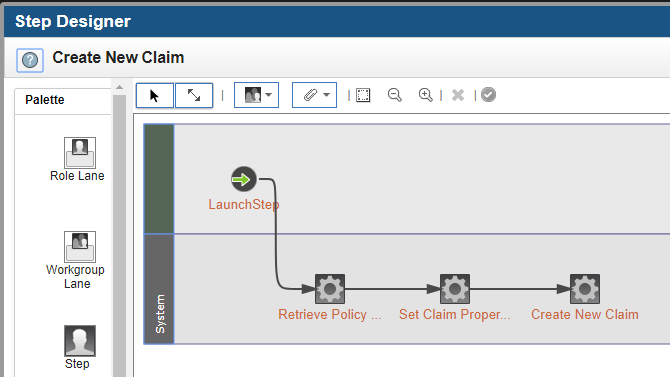 Step Designer
Create New Claim
Palette
Role Lane
Workgroup
Lane
Step
LaunchStep
System
Retrieve Policy ...
Set Claim Proper...
Create New Claim